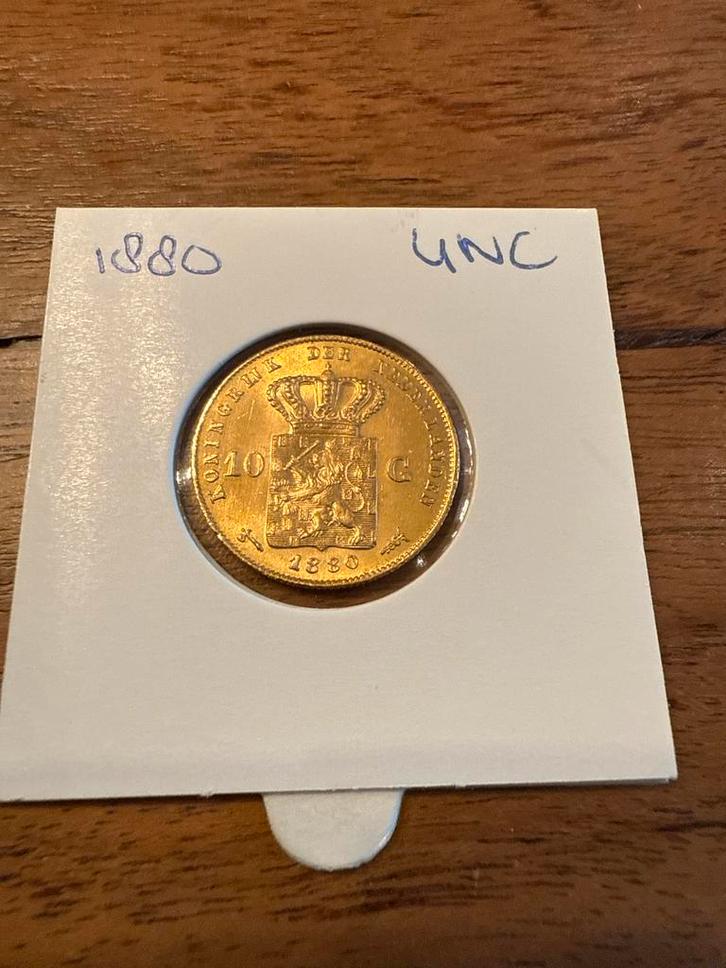 1880 UNC
KONINGRIJK DER NEDERLANDEN
10 G
1880